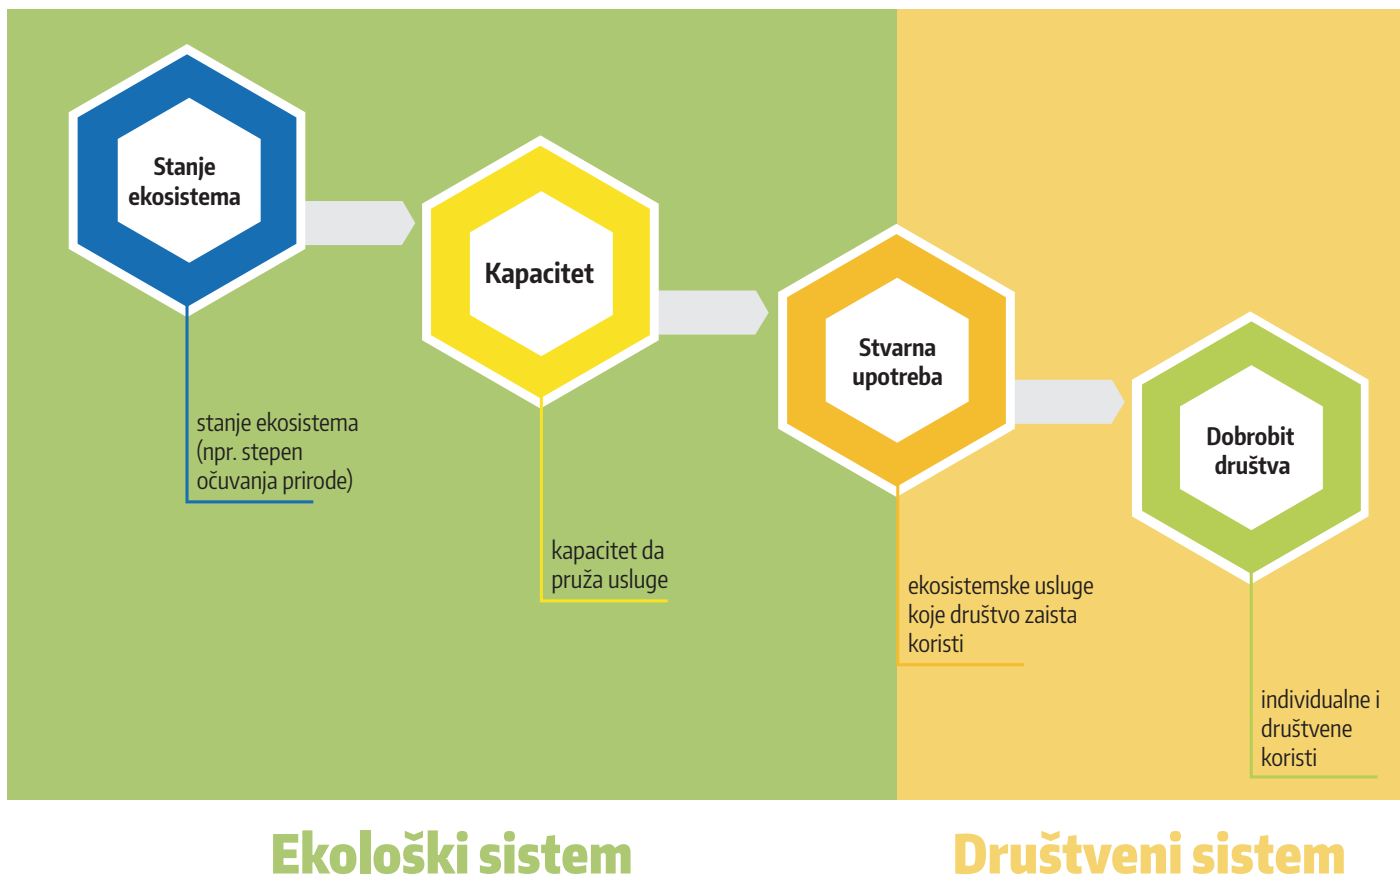 Stanje
ekosistema
stanje ekosistema
(npr. stepen
očuvanja prirode)
Kapacitet
kapacitet da
pruža usluge
Stvarna
upotreba
ekosistemske usluge
koje društvo zaista
koristi
Dobrobit
društva
individualne i
društvene
koristi
Ekološki sistem
Društveni sistem